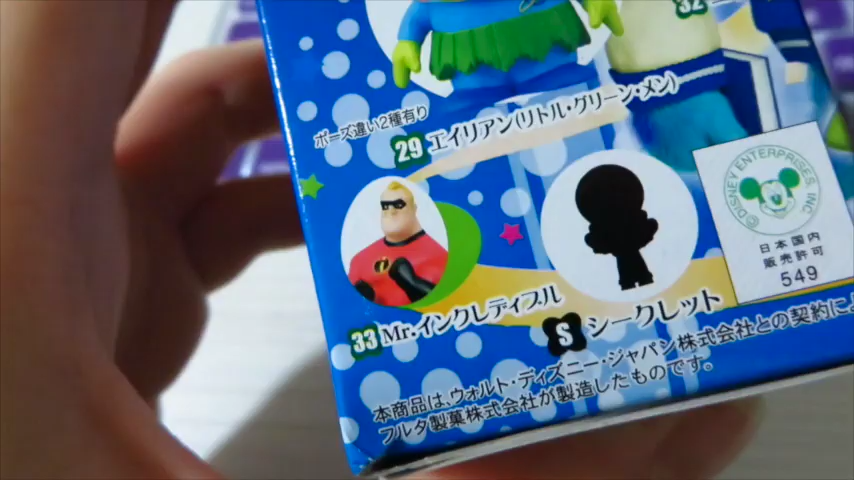 32
ポーズ違い2種有り
29 エイリアン(リトル・グリーン・メン)
©DISNEY ENTERPRISES, INC
日本国内
販売許可
549
33 Mr.インクレディブル
S シークレット
本商品は、ウォルト・ディズニー・ジャパン株式会社との契約によ
フルタ製菓株式会社が製造したものです。